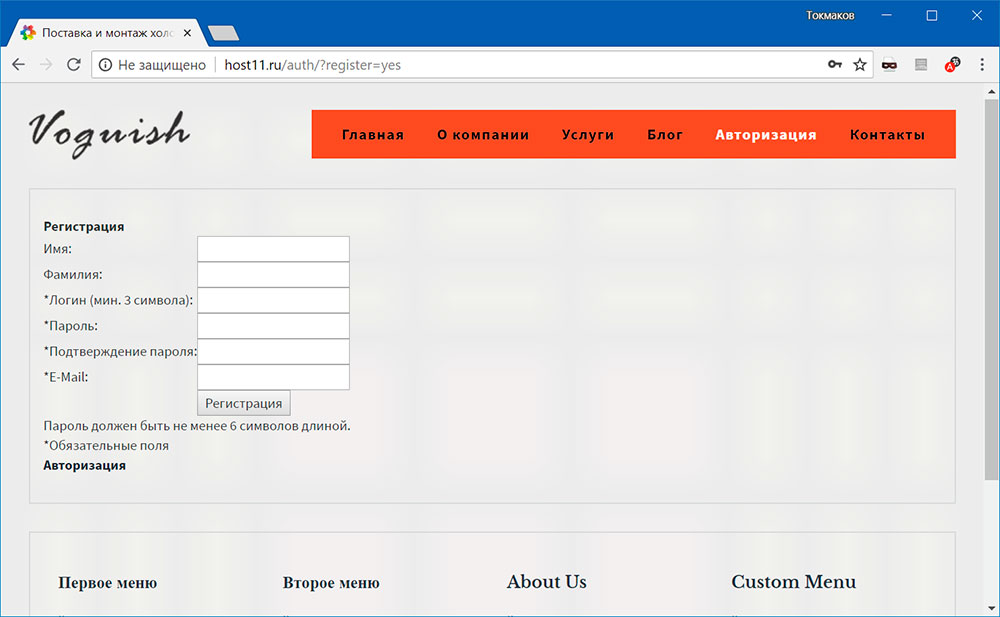 Токмаков
Поставка и монтаж холо
Не защищено host11.ru/auth/?register=yes
Voguish
Главная О компании Услуги Блог Авторизация Контакты
Регистрация
Имя:
Фамилия:
*Логин (мин. 3 символа):
*Пароль:
*Подтверждение пароля:
*E-Mail:
Регистрация
Пароль должен быть не менее 6 символов длиной.
*Обязательные поля
Авторизация
Первое меню Второе меню About Us Custom Menu